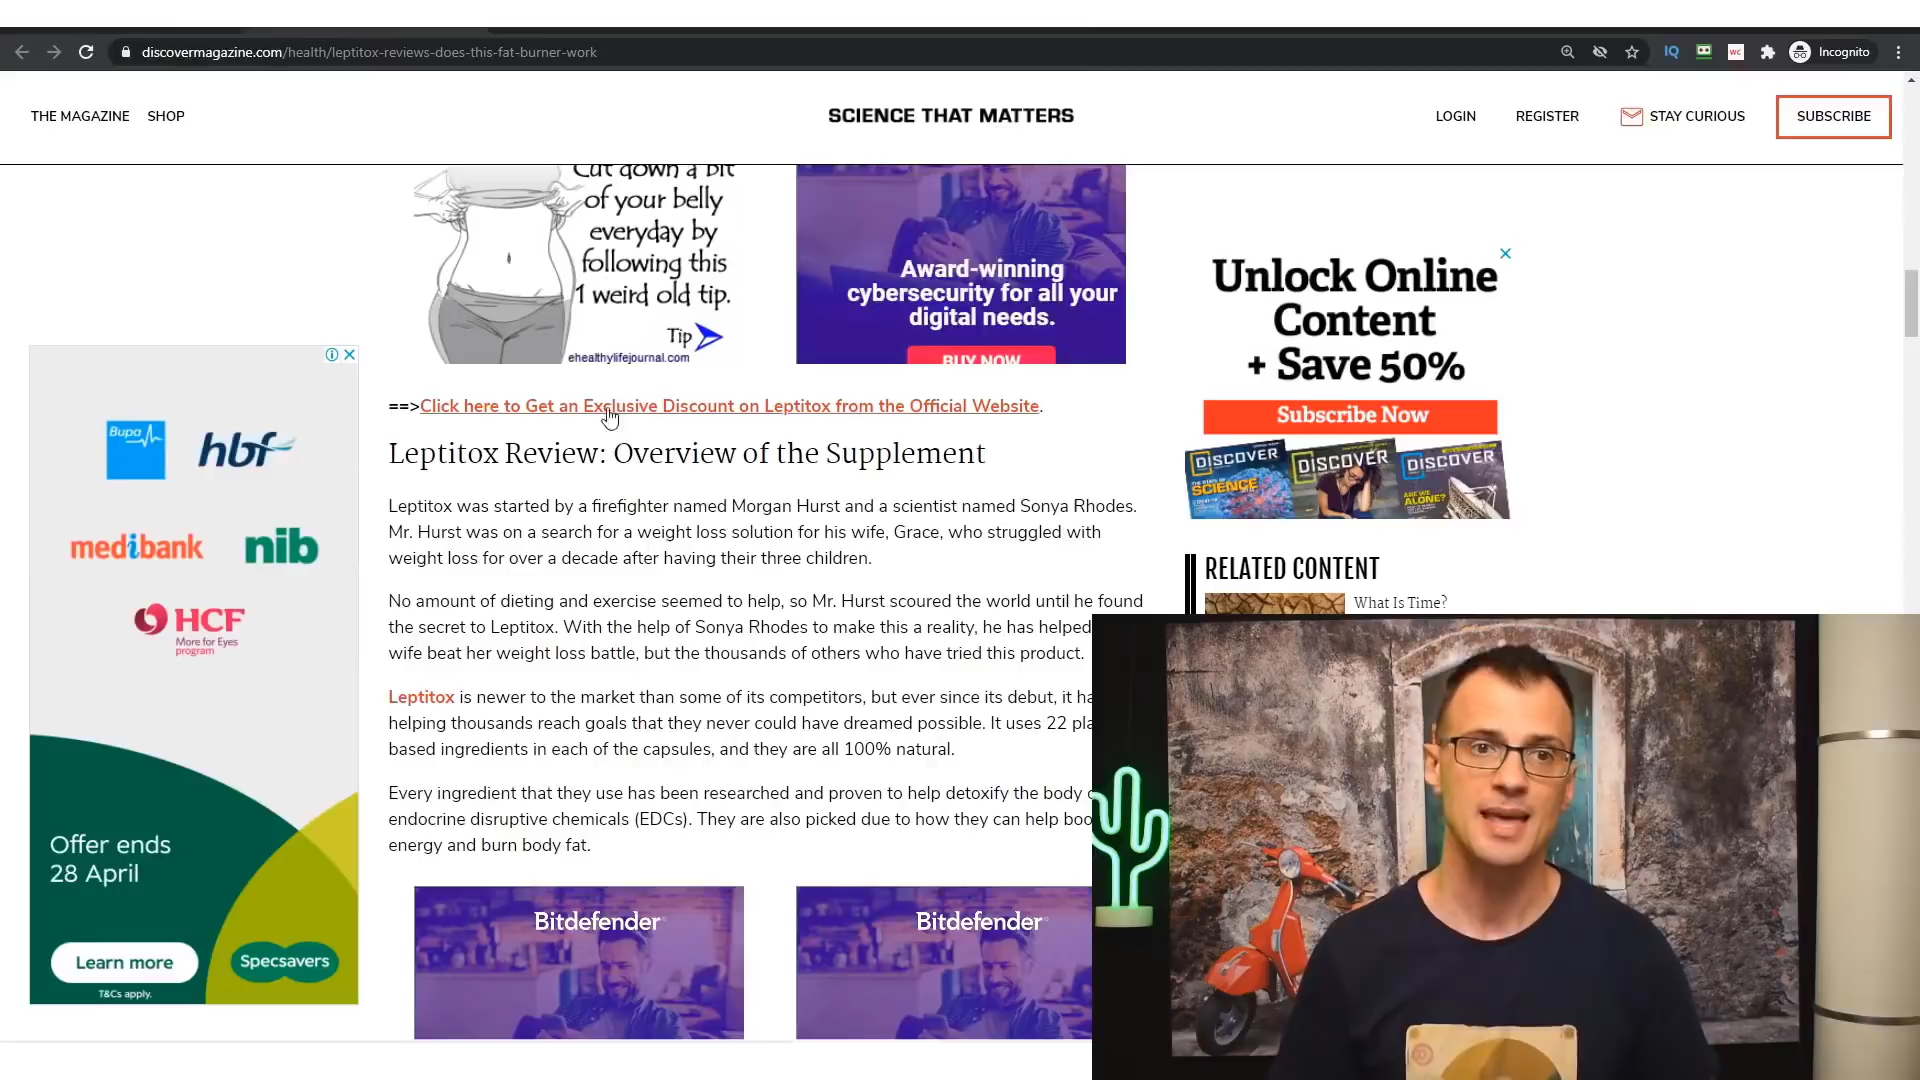 discovermagazine.com/health/leptitox-reviews-does-this-fat-burner-work
IQ
WC
Incognito
THE MAGAZINE
SHOP
SCIENCE THAT MATTERS
LOGIN
REGISTER
STAY CURIOUS
SUBSCRIBE
Cut down a bit
of your belly
everyday by
following this
1 weird old tip.
Tip
ehealthylifejournal.com
Award-winning
cybersecurity for all your
digital needs.
BUY NOW
Unlock Online
Content
+ Save 50%
Subscribe Now
DISCOVER
DISCOVER
DISCOVER
SCIENCE
ARE WE
ALONE?
RELATED CONTENT
What Is Time?
Bupa
hbf
medibank
nib
HCF
More for Eyes
program
Offer ends
28 April
Learn more
Specsavers
T&Cs apply.
==>Click here to Get an Exclusive Discount on Leptitox from the Official Website.
Leptitox Review: Overview of the Supplement
Leptitox was started by a firefighter named Morgan Hurst and a scientist named Sonya Rhodes.
Mr. Hurst was on a search for a weight loss solution for his wife, Grace, who struggled with
weight loss for over a decade after having their three children.
No amount of dieting and exercise seemed to help, so Mr. Hurst scoured the world until he found
the secret to Leptitox. With the help of Sonya Rhodes to make this a reality, he has helped
wife beat her weight loss battle, but the thousands of others who have tried this product.
Leptitox is newer to the market than some of its competitors, but ever since its debut, it ha
helping thousands reach goals that they never could have dreamed possible. It uses 22 pla
based ingredients in each of the capsules, and they are all 100% natural.
Every ingredient that they use has been researched and proven to help detoxify the body
endocrine disruptive chemicals (EDCs). They are also picked due to how they can help boo
energy and burn body fat.
Bitdefender
Bitdefender